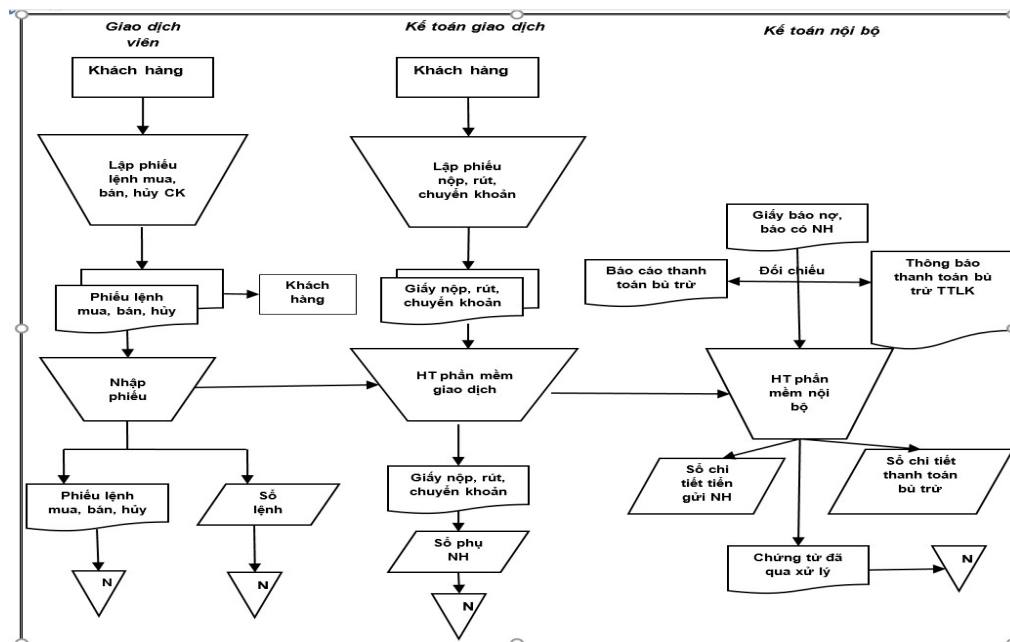 Giao dịch
viên
Kế toán giao dịch
Kế toán nội bộ
Khách hàng
Khách hàng
Lập phiếu
lệnh mua,
bán, hủy CK
Lập phiếu
nộp, rút,
chuyển khoản
Giấy báo nợ,
báo có NH
Báo cáo thanh
toán bù trừ
Đối chiếu
Thông báo
thanh toán bù
trừ TTLK
Phiếu lệnh
mua, bán, hủy
Khách
hàng
Giấy nộp, rút,
chuyển khoản
Nhập
phiếu
HT phần mềm
giao dịch
HT phần
mềm nội
bộ
Phiếu lệnh
mua, bán, hủy
Sổ
lệnh
Giấy nộp, rút,
chuyển khoản
Sổ chi
tiết tiền
gửi NH
Sổ chi tiết
thanh toán
bù trừ
Sổ phụ
NH
Chứng từ đã
qua xử lý
N
N
N
N